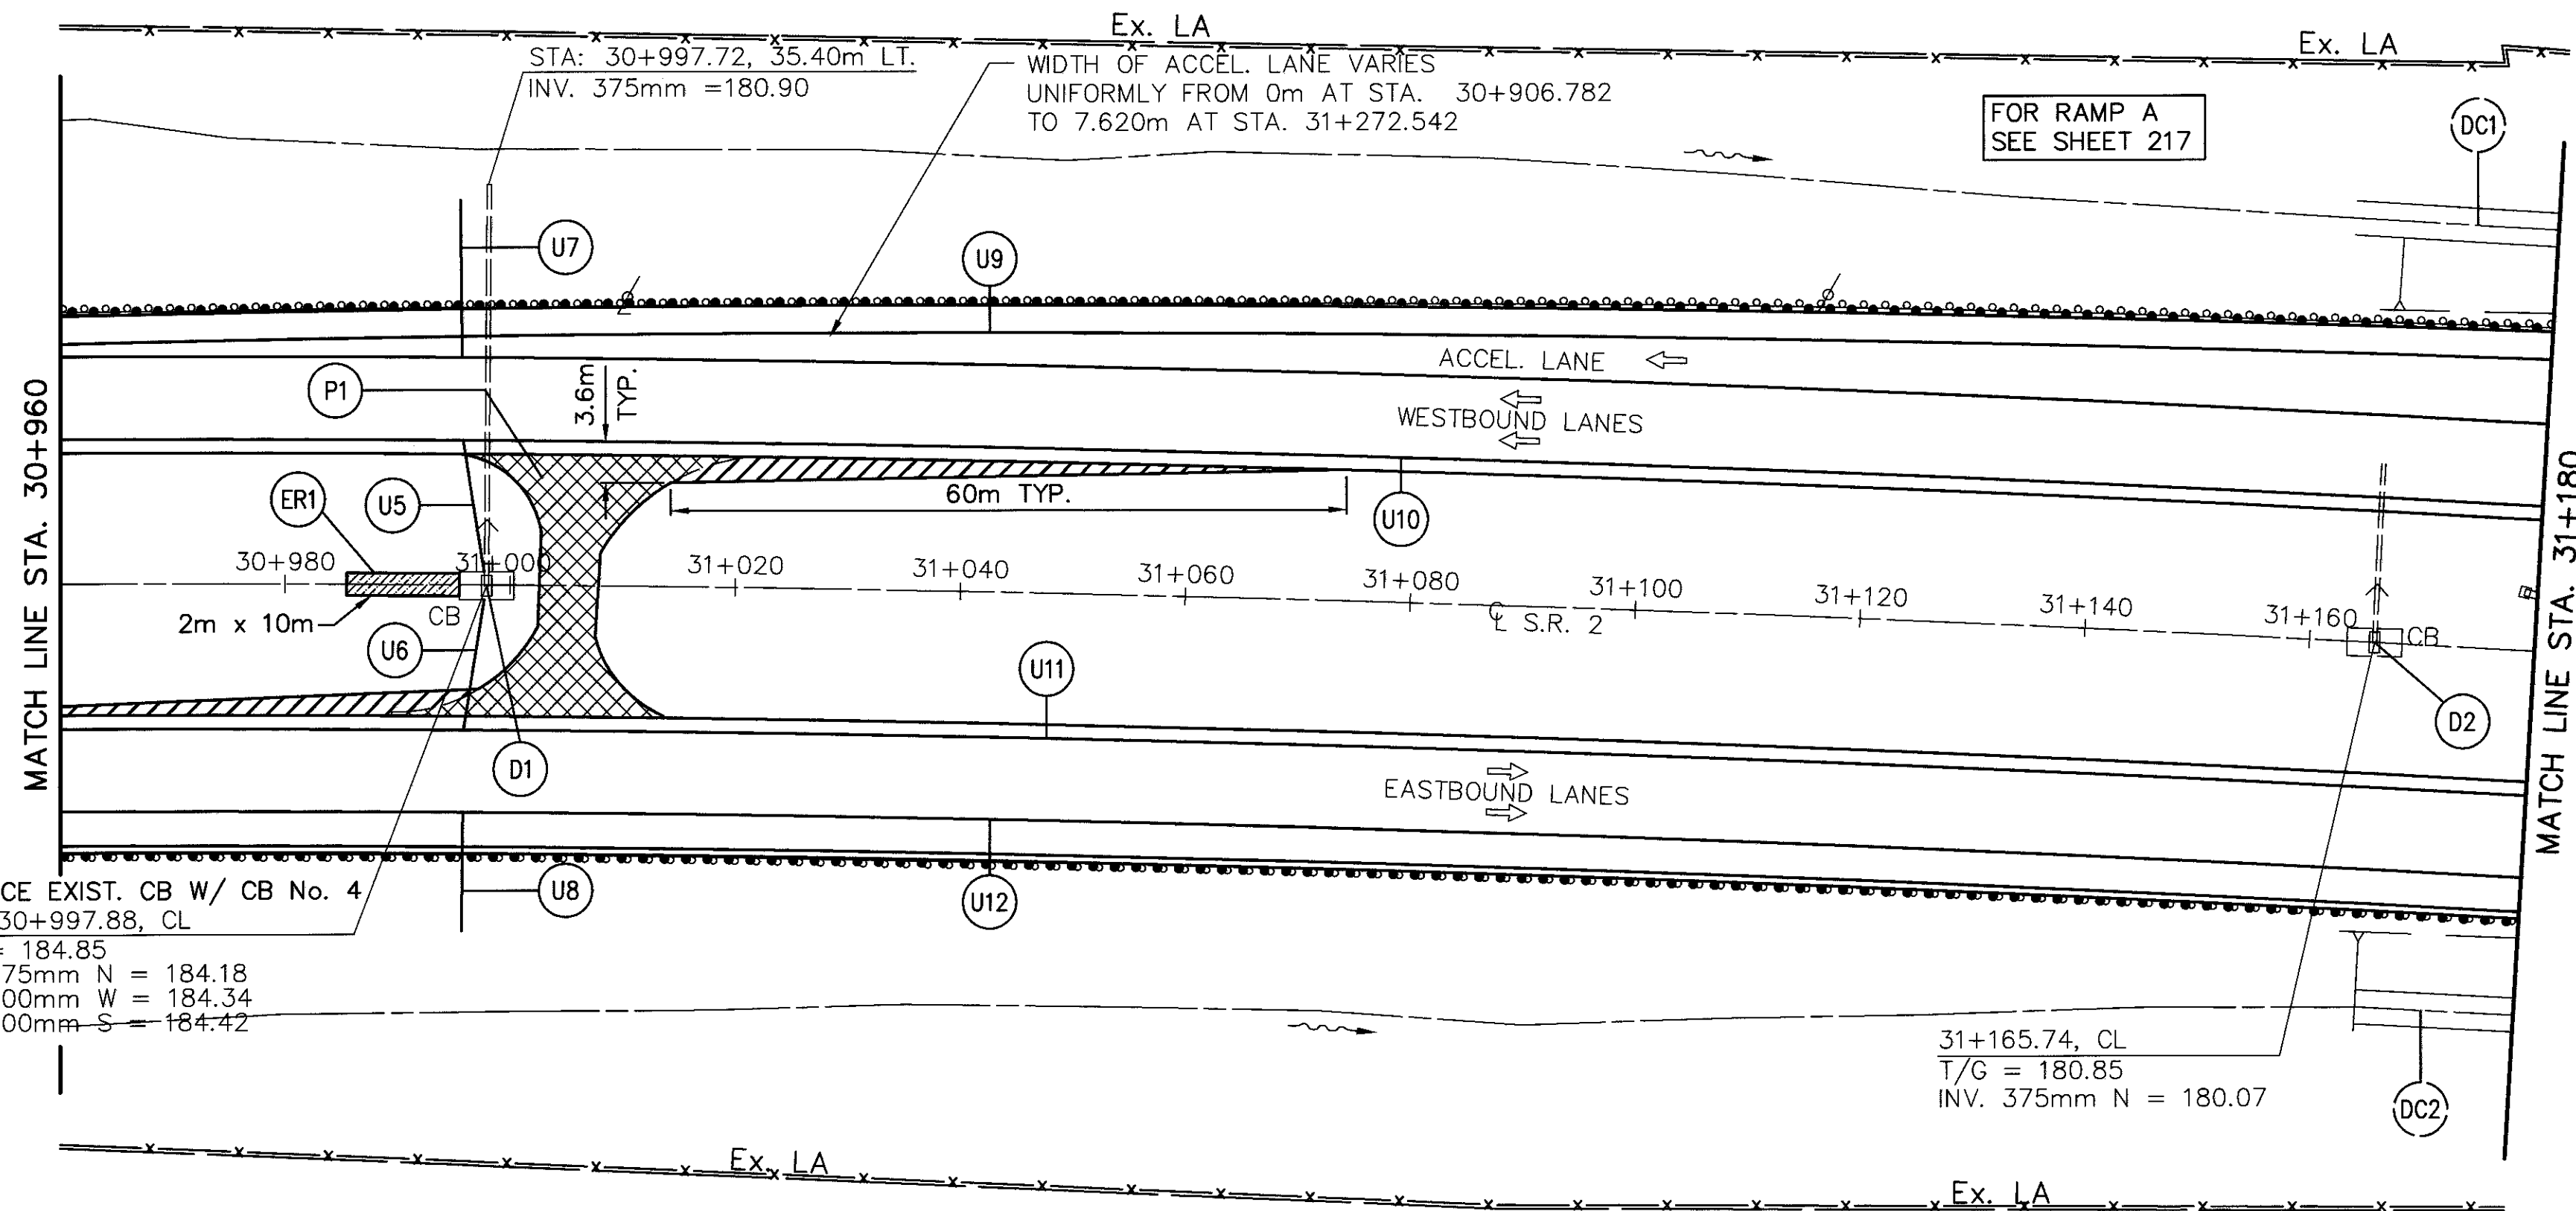 Ex. LA
Ex. LA
STA: 30+997.72, 35.40m LT.
INV. 375mm =180.90
WIDTH OF ACCEL. LANE VARIES
UNIFORMLY FROM 0m AT STA. 30+906.782
TO 7.620m AT STA. 31+272.542
FOR RAMP A
SEE SHEET 217
DC1
U7
U9
ACCEL. LANE
P1
3.6m
TYP.
WESTBOUND LANES
MATCH LINE STA. 30+960
MATCH LINE STA. 31+180
ER1
U5
60m TYP.
U10
30+980
31+000
31+020
31+040
31+060
31+080
31+100
31+120
31+140
31+160
CB
CB
2m x 10m
℄ S.R. 2
U6
U11
D1
D2
EASTBOUND LANES
U8
U12
CE EXIST. CB W/ CB No. 4
30+997.88, CL
= 184.85
75mm N = 184.18
00mm W = 184.34
00mm S = 184.42
31+165.74, CL
T/G = 180.85
INV. 375mm N = 180.07
DC2
Ex. LA
Ex. LA